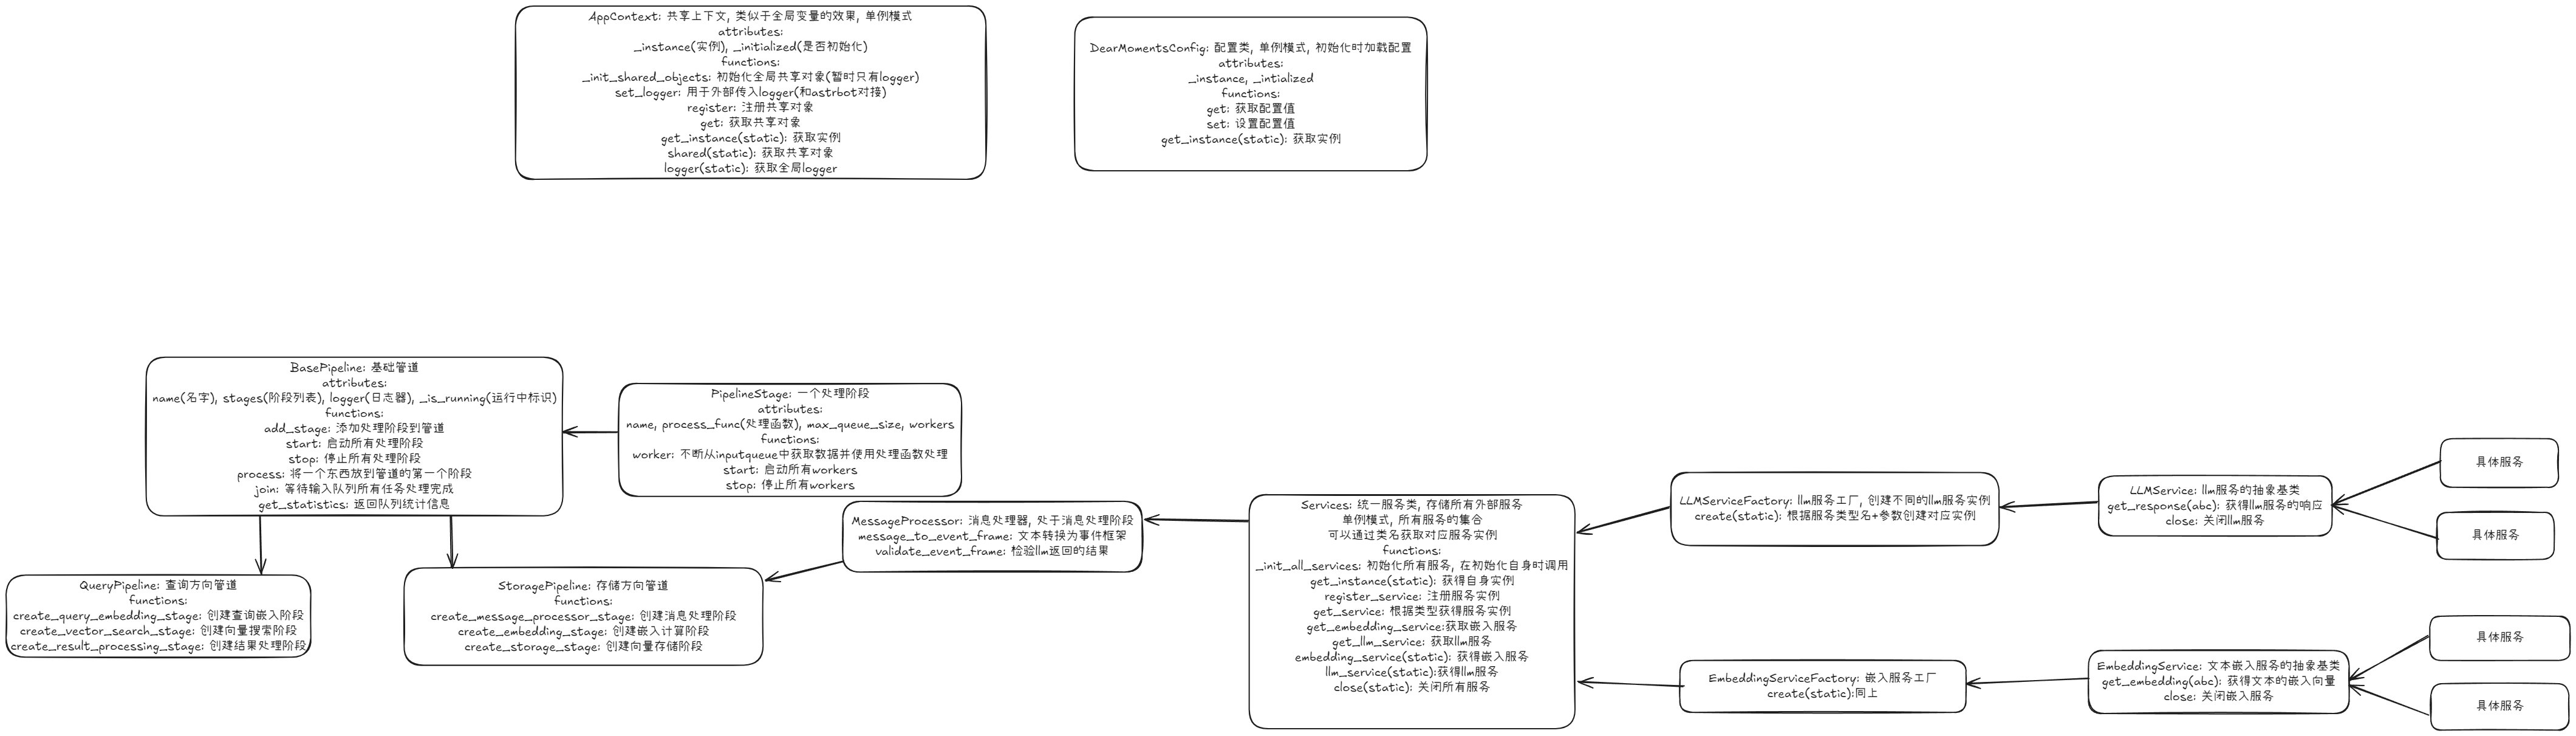 AppContext: 共享上下文, 类似于全局变量的效果, 单例模式
attributes:
_instance(实例), _initialized(是否初始化)
functions:
_init_shared_objects: 初始化全局共享对象(暂时只有logger)
set_logger: 用于外部传入logger(和astrbot对接)
register: 注册共享对象
get: 获取共享对象
get_instance(static): 获取实例
shared(static): 获取共享对象
logger(static): 获取全局logger
DearMomentsConfig: 配置类, 单例模式, 初始化时加载配置
attributes:
_instance, _intialized
functions:
get: 获取配置值
set: 设置配置值
get_instance(static): 获取实例
BasePipeline: 基础管道
attributes:
name(名字), stages(阶段列表), logger(日志器), _is_running(运行中标识)
functions:
add_stage: 添加处理阶段到管道
start: 启动所有处理阶段
stop: 停止所有处理阶段
process: 将一个东西放到管道的第一个阶段
join: 等待输入队列所有任务处理完成
get_statistics: 返回队列统计信息
PipelineStage: 一个处理阶段
attributes:
name, process_func(处理函数), max_queue_size, workers
functions:
worker: 不断从inputqueue中获取数据并使用处理函数处理
start: 启动所有workers
stop: 停止所有workers
QueryPipeline: 查询方向管道
functions:
create_query_embedding_stage: 创建查询嵌入阶段
create_vector_search_stage: 创建向量搜索阶段
create_result_processing_stage: 创建结果处理阶段
StoragePipeline: 存储方向管道
functions:
create_message_processor_stage: 创建消息处理阶段
create_embedding_stage: 创建嵌入计算阶段
create_storage_stage: 创建向量存储阶段
MessageProcessor: 消息处理器, 处于消息处理阶段
message_to_event_frame: 文本转换为事件框架
validate_event_frame: 检验llm返回的结果
Services: 统一服务类, 存储所有外部服务
单例模式, 所有服务的集合
可以通过类名获取对应服务实例
functions:
_init_all_services: 初始化所有服务, 在初始化自身时调用
get_instance(static): 获得自身实例
register_service: 注册服务实例
get_service: 根据类型获得服务实例
get_embedding_service:获取嵌入服务
get_llm_service: 获取llm服务
embedding_service(static): 获得嵌入服务
llm_service(static):获得llm服务
close(static): 关闭所有服务
LLMServiceFactory: llm服务工厂, 创建不同的llm服务实例
create(static): 根据服务类型名+参数创建对应实例
LLMService: llm服务的抽象基类
get_response(abc): 获得llm服务的响应
close: 关闭llm服务
具体服务
具体服务
EmbeddingServiceFactory: 嵌入服务工厂
create(static):同上
EmbeddingService: 文本嵌入服务的抽象基类
get_embedding(abc): 获得文本的嵌入向量
close: 关闭嵌入服务
具体服务
具体服务